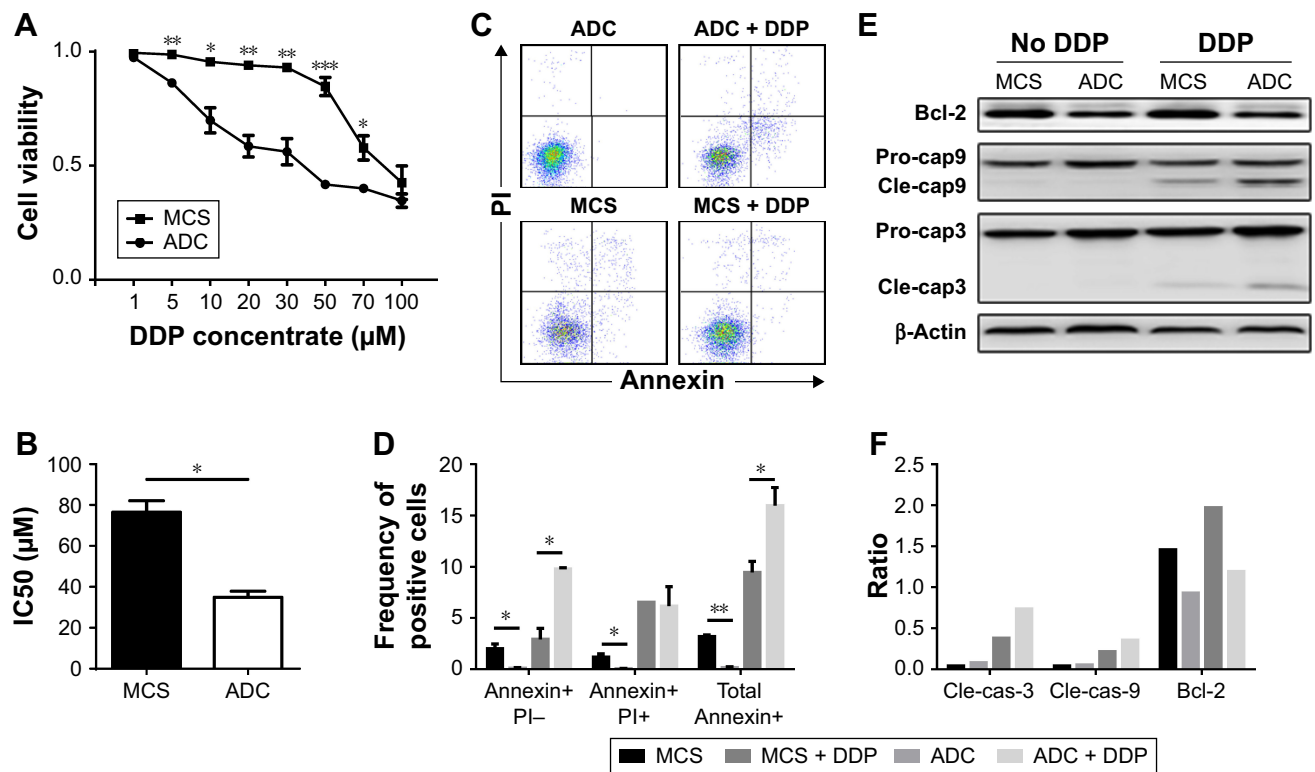 A
1.0
0.5
0.0
Cell viability
** * ** ** *** *
MCS
ADC
1 5 10 20 30 50 70 100
DDP concentrate (µM)
B
100
80
60
40
20
0
IC50 (µM)
*
MCS ADC
C
ADC ADC + DDP
MCS MCS + DDP
PI
Annexin
D
20
15
10
5
0
Frequency of
positive cells
* * * ** *
Annexin+ Annexin+ Total
PI– PI+ Annexin+
E
No DDP DDP
MCS ADC MCS ADC
Bcl-2
Pro-cap9
Cle-cap9
Pro-cap3
Cle-cap3
β-Actin
F
2.5
2.0
1.5
1.0
0.5
0.0
Ratio
Cle-cas-3 Cle-cas-9 Bcl-2
MCS MCS + DDP ADC ADC + DDP